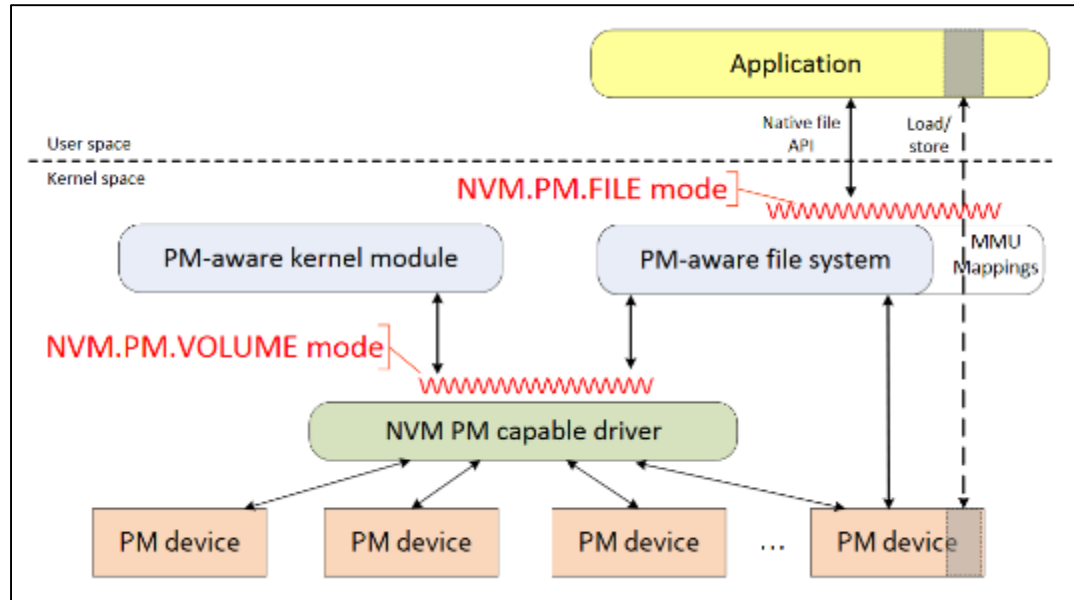 Application
Native file
API
Load/
store
User space
Kernel space
NVM.PM.FILE mode
PM-aware kernel module
PM-aware file system
MMU
Mappings
NVM.PM.VOLUME mode
NVM PM capable driver
PM device
PM device
PM device
...
PM device